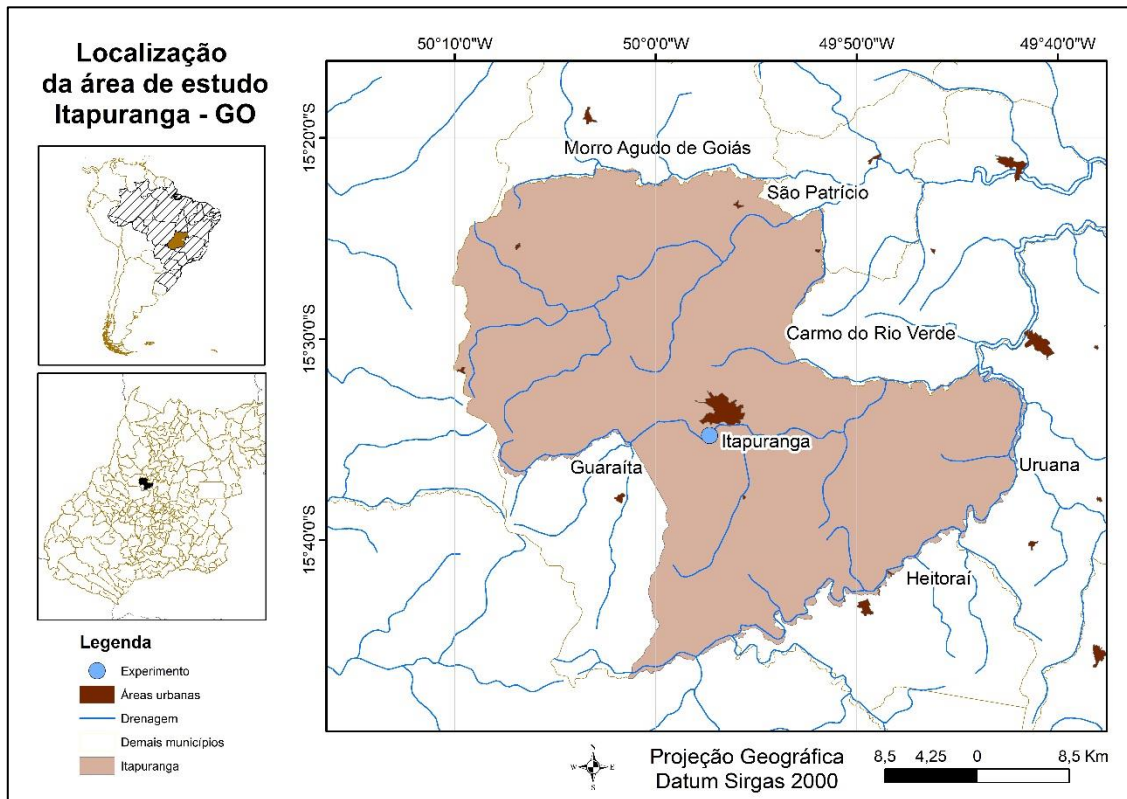 Localização
da área de estudo
Itapuranga - GO
50°10'0"W 50°0'0"W 49°50'0"W 49°40'0"W
15°20'0"S
15°30'0"S
15°40'0"S
Morro Agudo de Goiás
São Patrício
Carmo do Rio Verde
Itapuranga
Guaraíta
Uruana
Heitoraí
Legenda
Experimento
Áreas urbanas
Drenagem
Demais municípios
Itapuranga
N
W E
S
Projeção Geográfica
Datum Sirgas 2000
8,5 4,25 0 8,5 Km